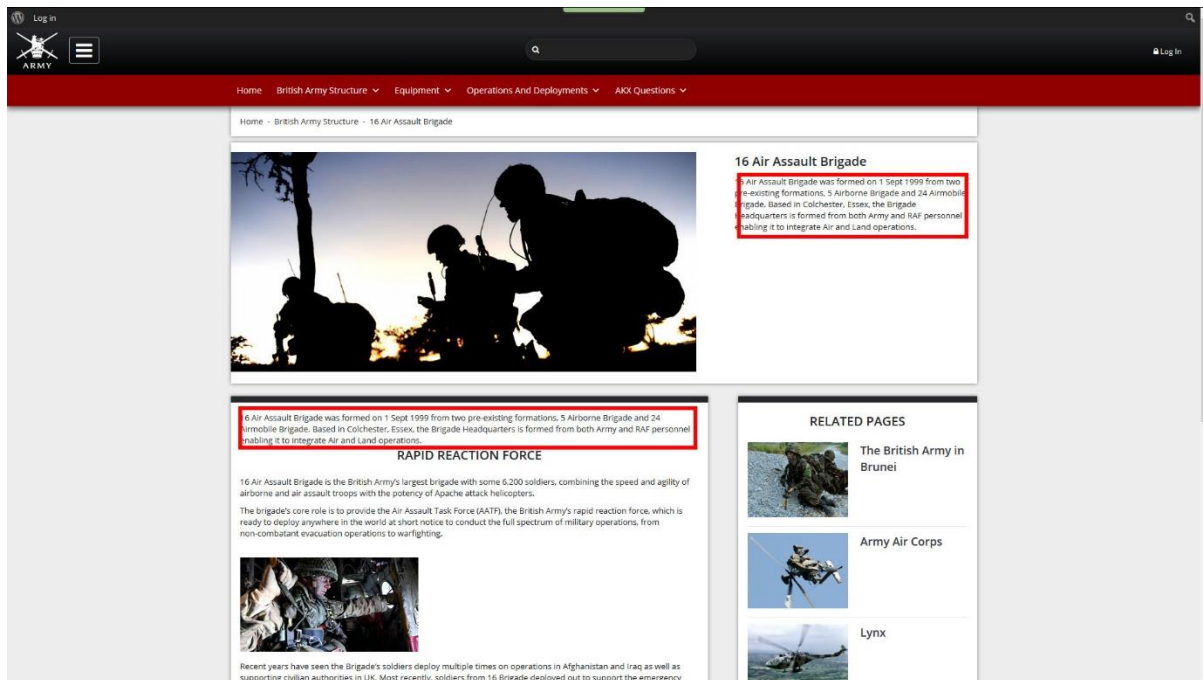 Log in
ARMY
Log In
Home British Army Structure Equipment Operations And Deployments AKX Questions
Home - British Army Structure - 16 Air Assault Brigade
16 Air Assault Brigade
16 Air Assault Brigade was formed on 1 Sept 1999 from two
pre-existing formations, 5 Airborne Brigade and 24 Airmobile
Brigade. Based in Colchester, Essex, the Brigade
Headquarters is formed from both Army and RAF personnel
enabling it to integrate Air and Land operations.
16 Air Assault Brigade was formed on 1 Sept 1999 from two pre-existing formations, 5 Airborne Brigade and 24
Airmobile Brigade. Based in Colchester, Essex, the Brigade Headquarters is formed from both Army and RAF personnel
enabling it to integrate Air and Land operations.
RAPID REACTION FORCE
16 Air Assault Brigade is the British Army's largest brigade with some 6,200 soldiers, combining the speed and agility of
airborne and air assault troops with the potency of Apache attack helicopters.
The brigade's core role is to provide the Air Assault Task Force (AATF), the British Army's rapid reaction force, which is
ready to deploy anywhere in the world at short notice to conduct the full spectrum of military operations, from
non-combatant evacuation operations to warfighting.
Recent years have seen the Brigade's soldiers deploy multiple times on operations in Afghanistan and Iraq as well as
supporting civilian authorities in UK. Most recently, soldiers from 16 Brigade deployed out to support the emergency
RELATED PAGES
The British Army in
Brunei
Army Air Corps
Lynx